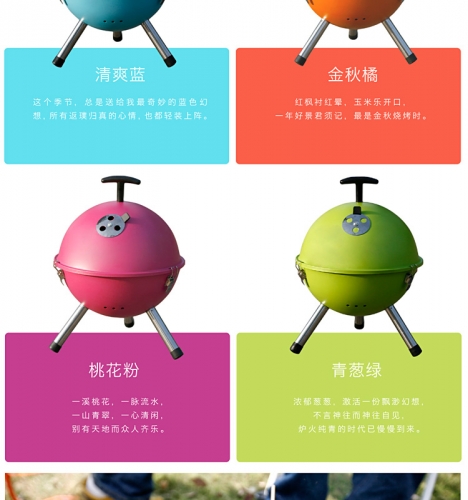 清爽蓝
这个季节，总是送给我最奇妙的蓝色幻
想，所有返璞归真的心情，也都轻装上阵。
金秋橘
红枫村红晕，玉米乐开口，
一年好景君须记，最是金秋烧烤时。
桃花粉
一溪桃花，一脉流水，
一山青翠，一心清闲，
别有天地而众人齐乐。
青葱绿
浓郁葱葱，激活一份飘渺幻想，
不言神往而神往自见，
炉火纯青的时代已慢慢到来。